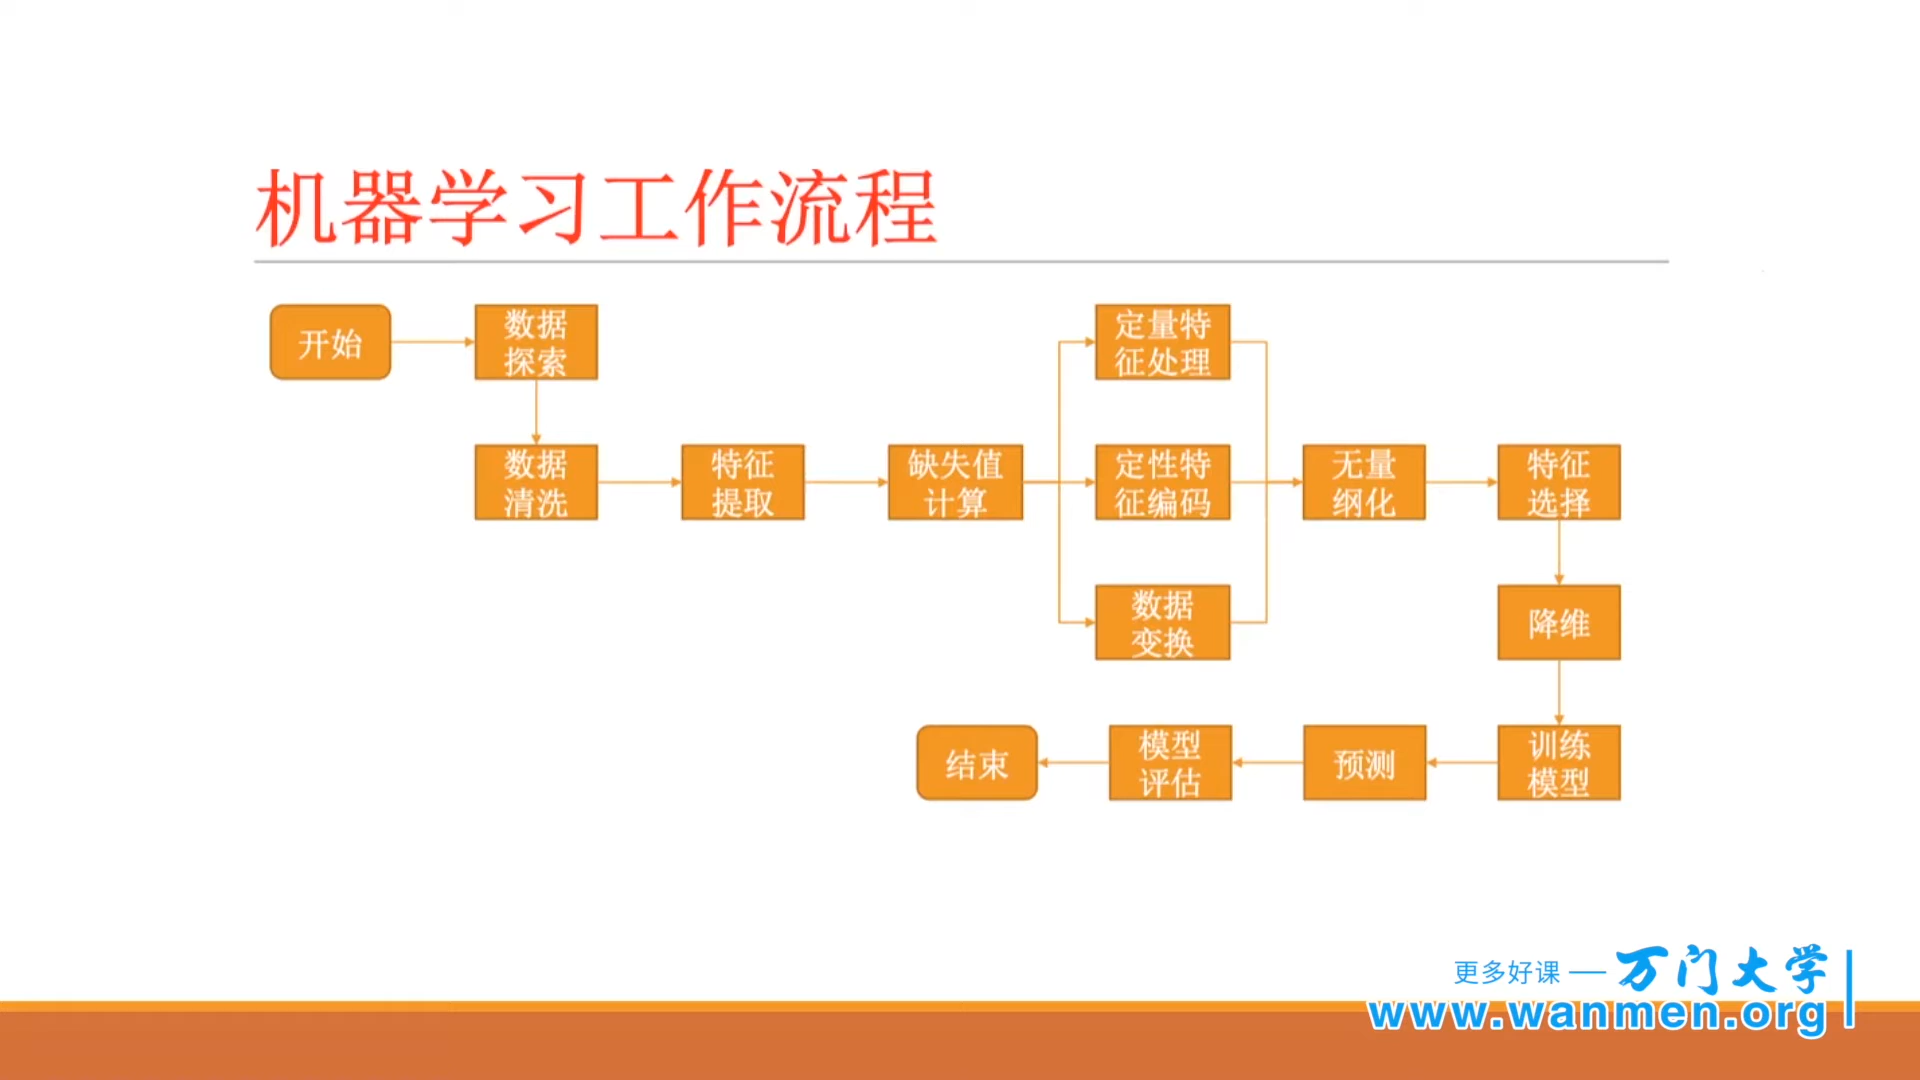 机器学习工作流程
开始
数据
探索
数据
清洗
特征
提取
缺失值
计算
定量特
征处理
定性特
征编码
数据
变换
无量
纲化
特征
选择
降维
训练
模型
预测
模型
评估
结束
更多好课 — 万门大学
www.wanmen.org